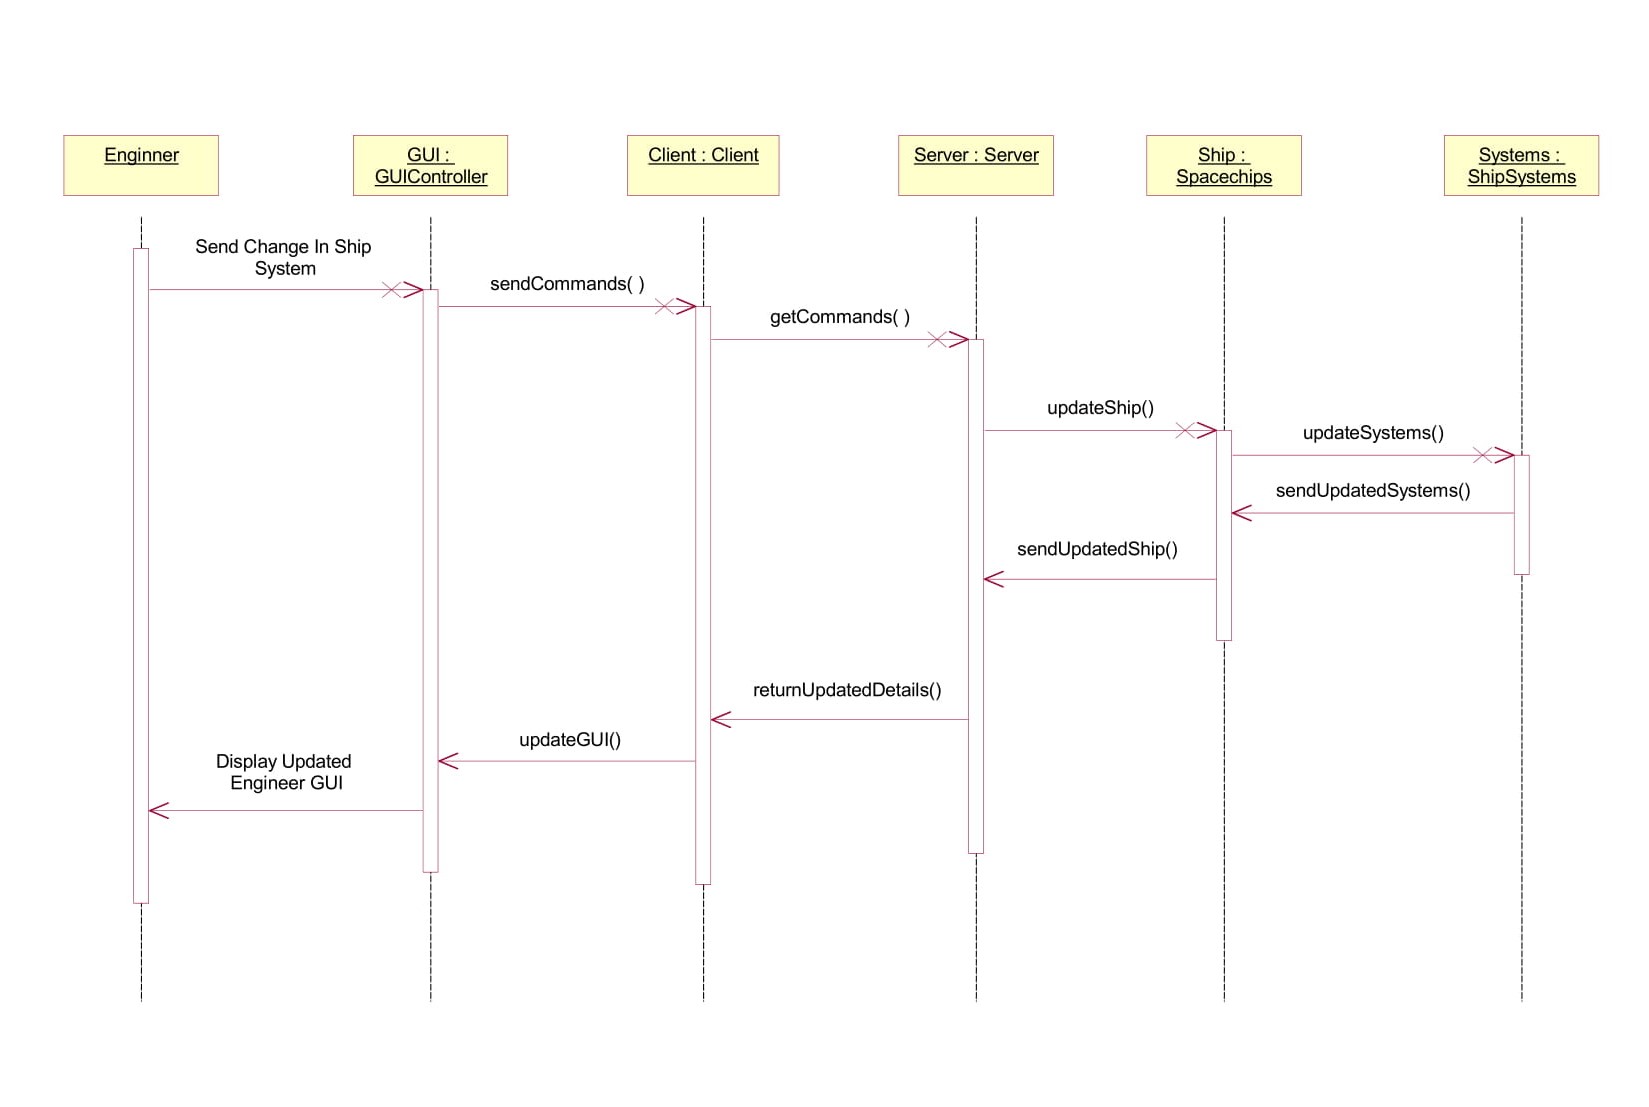 Enginner
GUI :
GUIController
Client : Client
Server : Server
Ship :
Spacechips
Systems :
ShipSystems
Send Change In Ship
System
sendCommands( )
getCommands( )
updateShip()
updateSystems()
sendUpdatedSystems()
sendUpdatedShip()
returnUpdatedDetails()
updateGUI()
Display Updated
Engineer GUI